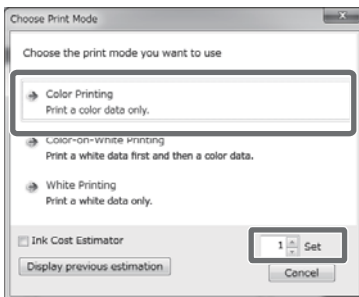 Choose Print Mode
Choose the print mode you want to use
Color Printing
Print a color data only.
Color-on-White Printing
Print a white data first and then a color data.
White Printing
Print a white data only.
Ink Cost Estimator
1 Set
Display previous estimation
Cancel